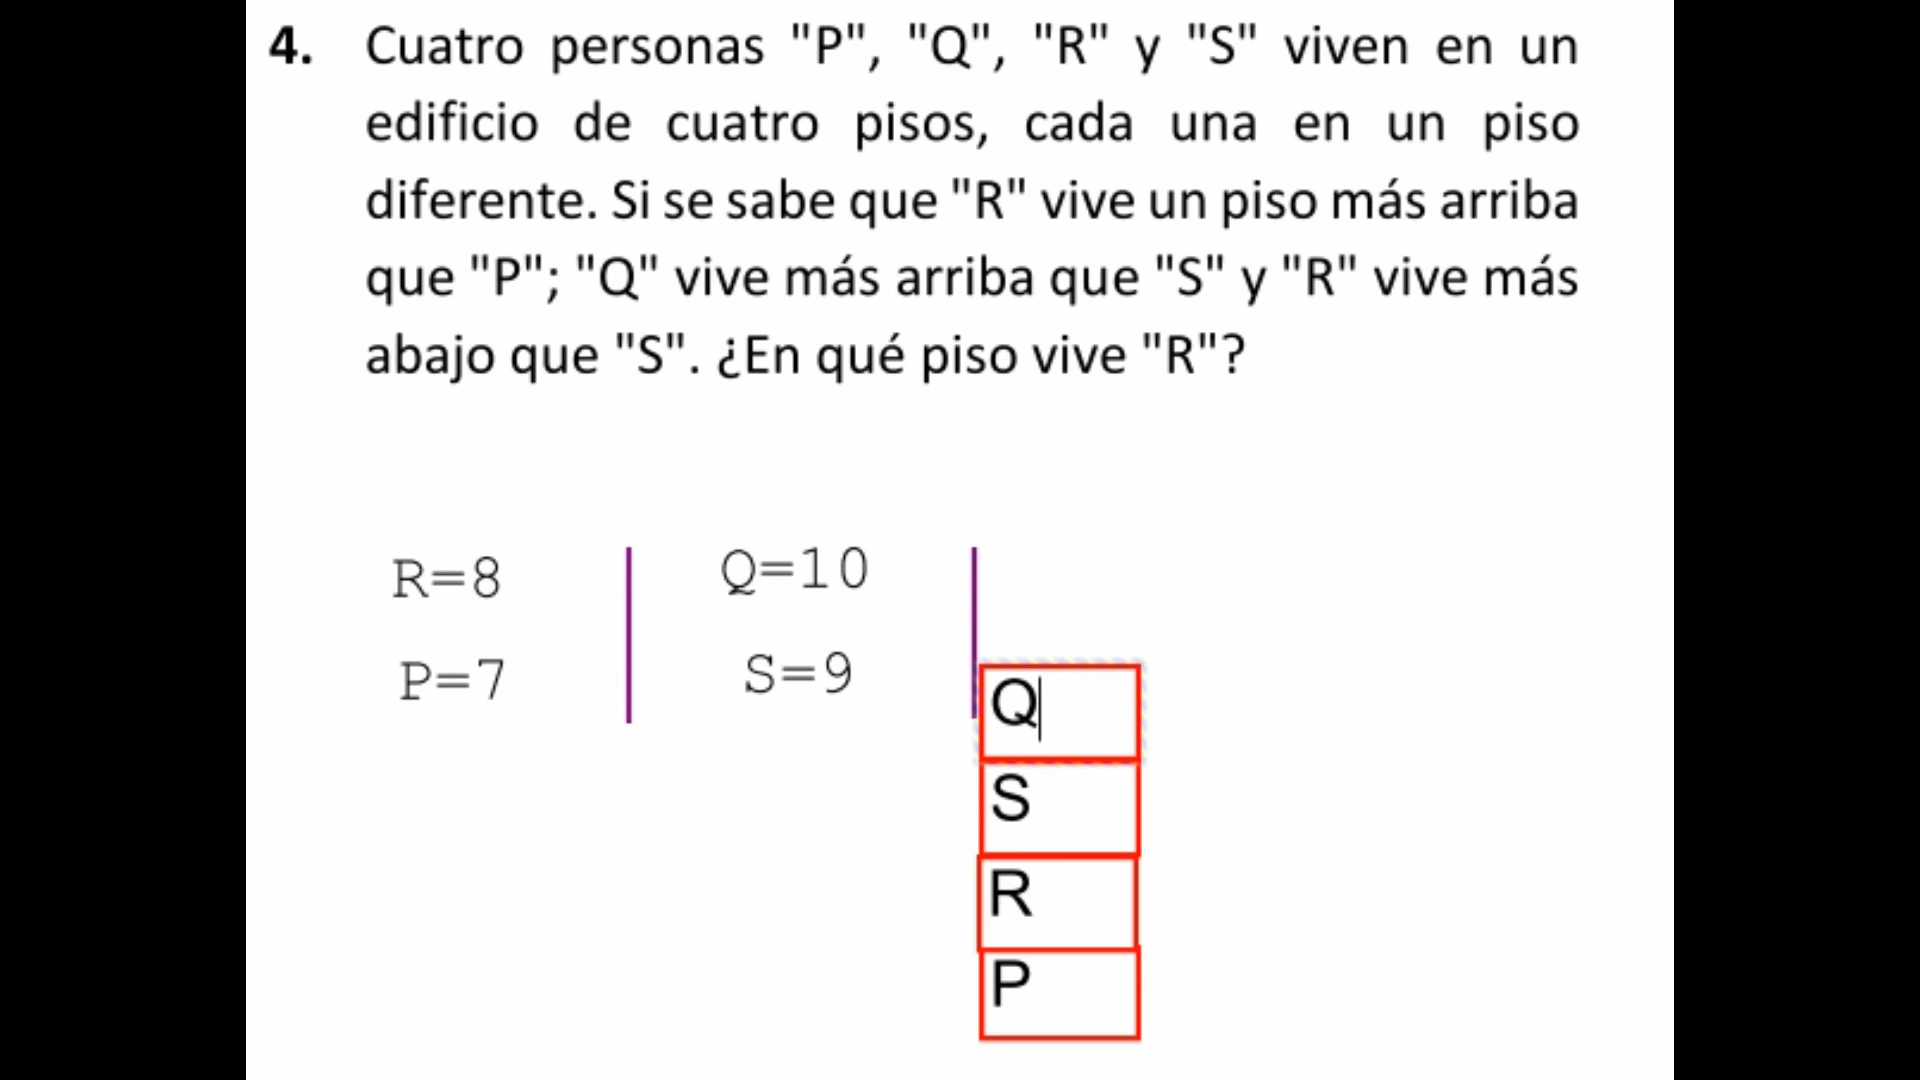 4. Cuatro personas "P", "Q", "R" y "S" viven en un
edificio de cuatro pisos, cada una en un piso
diferente. Si se sabe que "R" vive un piso más arriba
que "P"; "Q" vive más arriba que "S" y "R" vive más
abajo que "S". ¿En qué piso vive "R"?
R=8
P=7
Q=10
S=9
Q
S
R
P